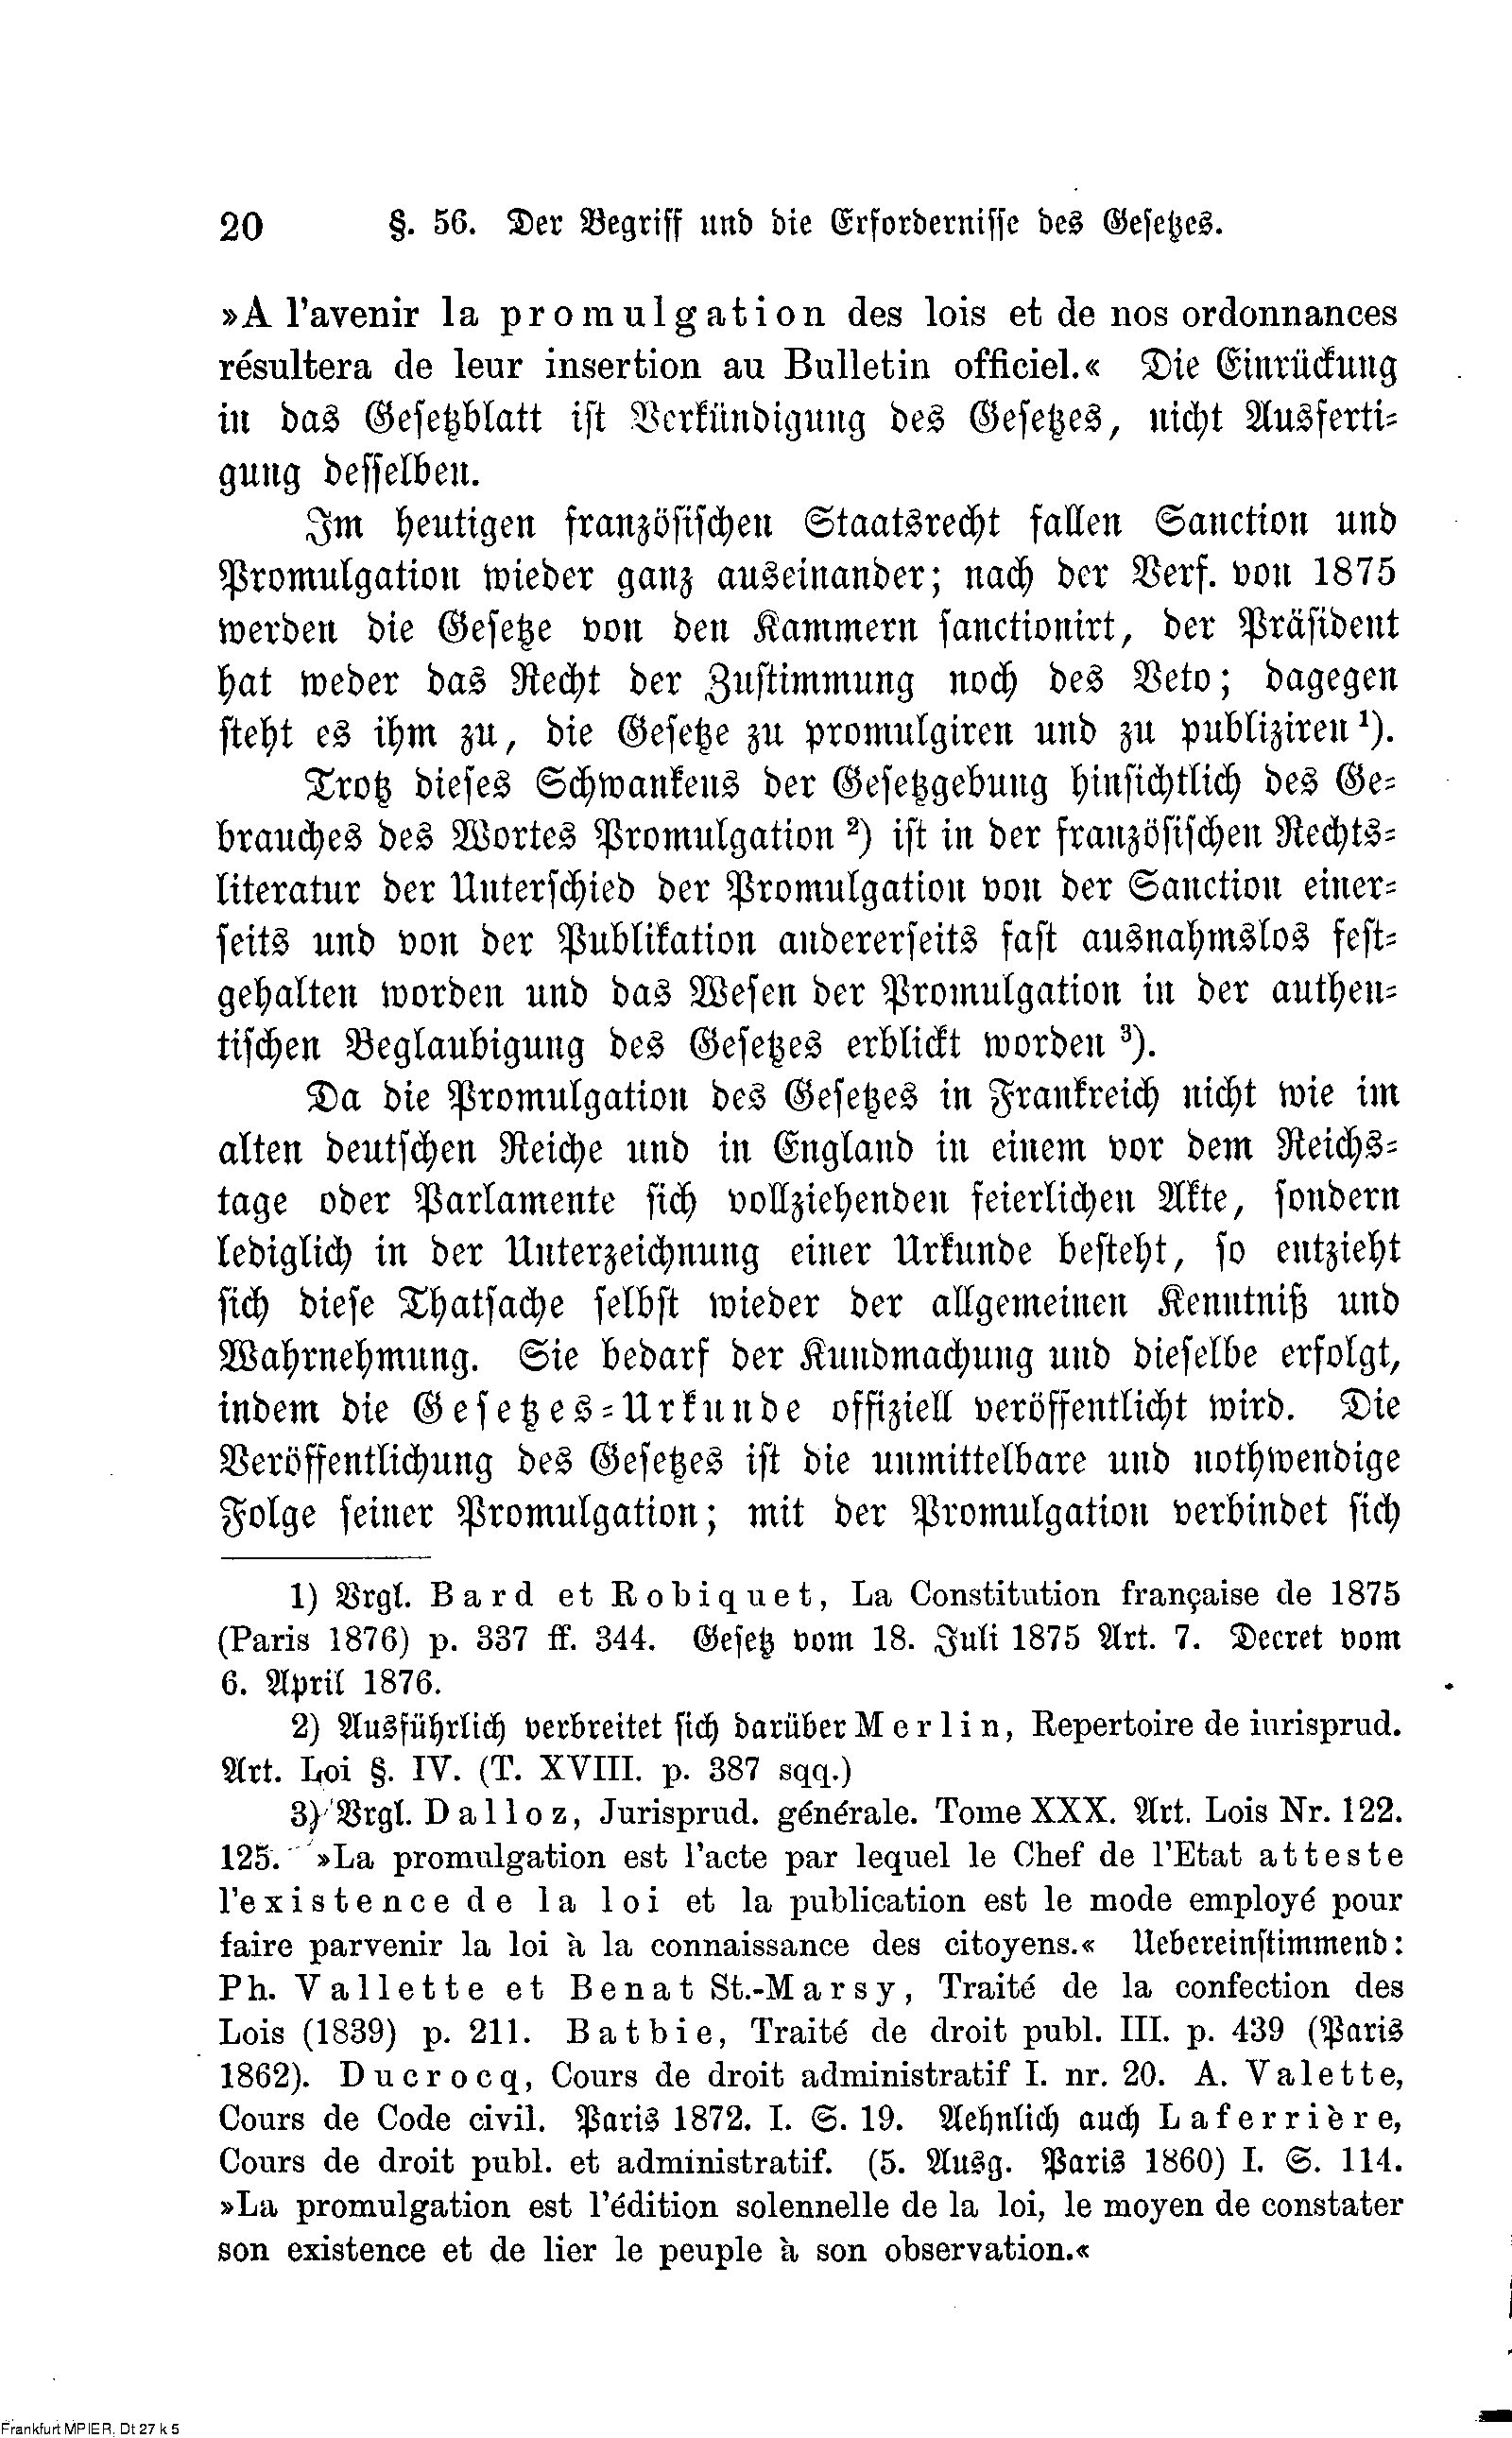 20 §. 56. Der Begriff und die Erforderniſſe des Geſetzes.
»A l'avenir la promulgation des lois et de nos ordonnances
résultera de leur insertion au Bulletin officiel.« Die Einrückung
in das Geſetzblatt iſt Verkündigung des Geſetzes, nicht Ausferti-
gung deſſelben.
Im heutigen franzöſiſchen Staatsrecht fallen Sanction und
Promulgation wieder ganz auseinander; nach der Verf. von 1875
werden die Geſetze von den Kammern ſanctionirt, der Präſident
hat weder das Recht der Zuſtimmung noch des Veto; dagegen
ſteht es ihm zu, die Geſetze zu promulgiren und zu publiziren ¹).
Trotz dieſes Schwankens der Geſetzgebung hinſichtlich des Ge-
brauches des Wortes Promulgation ²) iſt in der franzöſiſchen Rechts-
literatur der Unterſchied der Promulgation von der Sanction einer-
ſeits und von der Publikation andererſeits faſt ausnahmslos feſt-
gehalten worden und das Weſen der Promulgation in der authen-
tiſchen Beglaubigung des Geſetzes erblickt worden ³).
Da die Promulgation des Geſetzes in Frankreich nicht wie im
alten deutſchen Reiche und in England in einem vor dem Reichs-
tage oder Parlamente ſich vollziehenden feierlichen Akte, ſondern
lediglich in der Unterzeichnung einer Urkunde beſteht, ſo entzieht
ſich dieſe Thatſache ſelbſt wieder der allgemeinen Kenntniß und
Wahrnehmung. Sie bedarf der Kundmachung und dieſelbe erfolgt,
indem die Geſetzes-Urkunde offiziell veröffentlicht wird. Die
Veröffentlichung des Geſetzes iſt die unmittelbare und nothwendige
Folge ſeiner Promulgation; mit der Promulgation verbindet ſich
1) Vrgl. Bard et Robiquet, La Constitution française de 1875
(Paris 1876) p. 337 ff. 344. Geſetz vom 18. Juli 1875 Art. 7. Decret vom
6. April 1876.
2) Ausführlich verbreitet ſich darüber Merlin, Repertoire de iurisprud.
Art. Loi §. IV. (T. XVIII. p. 387 sqq.)
3) Vrgl. Dalloz, Jurisprud. générale. Tome XXX. Art. Lois Nr. 122.
125. »La promulgation est l'acte par lequel le Chef de l'Etat atteste
l'existence de la loi et la publication est le mode employé pour
faire parvenir la loi à la connaissance des citoyens.« Uebereinſtimmend:
Ph. Vallette et Benat St.-Marsy, Traité de la confection des
Lois (1839) p. 211. Batbie, Traité de droit publ. III. p. 439 (Paris
1862). Ducrocq, Cours de droit administratif I. nr. 20. A. Valette,
Cours de Code civil. Paris 1872. I. S. 19. Aehnlich auch Laferrière,
Cours de droit publ. et administratif. (5. Ausg. Paris 1860) I. S. 114.
»La promulgation est l'édition solennelle de la loi, le moyen de constater
son existence et de lier le peuple à son observation.«
Frankfurt MPIER, Dt 27 k 5